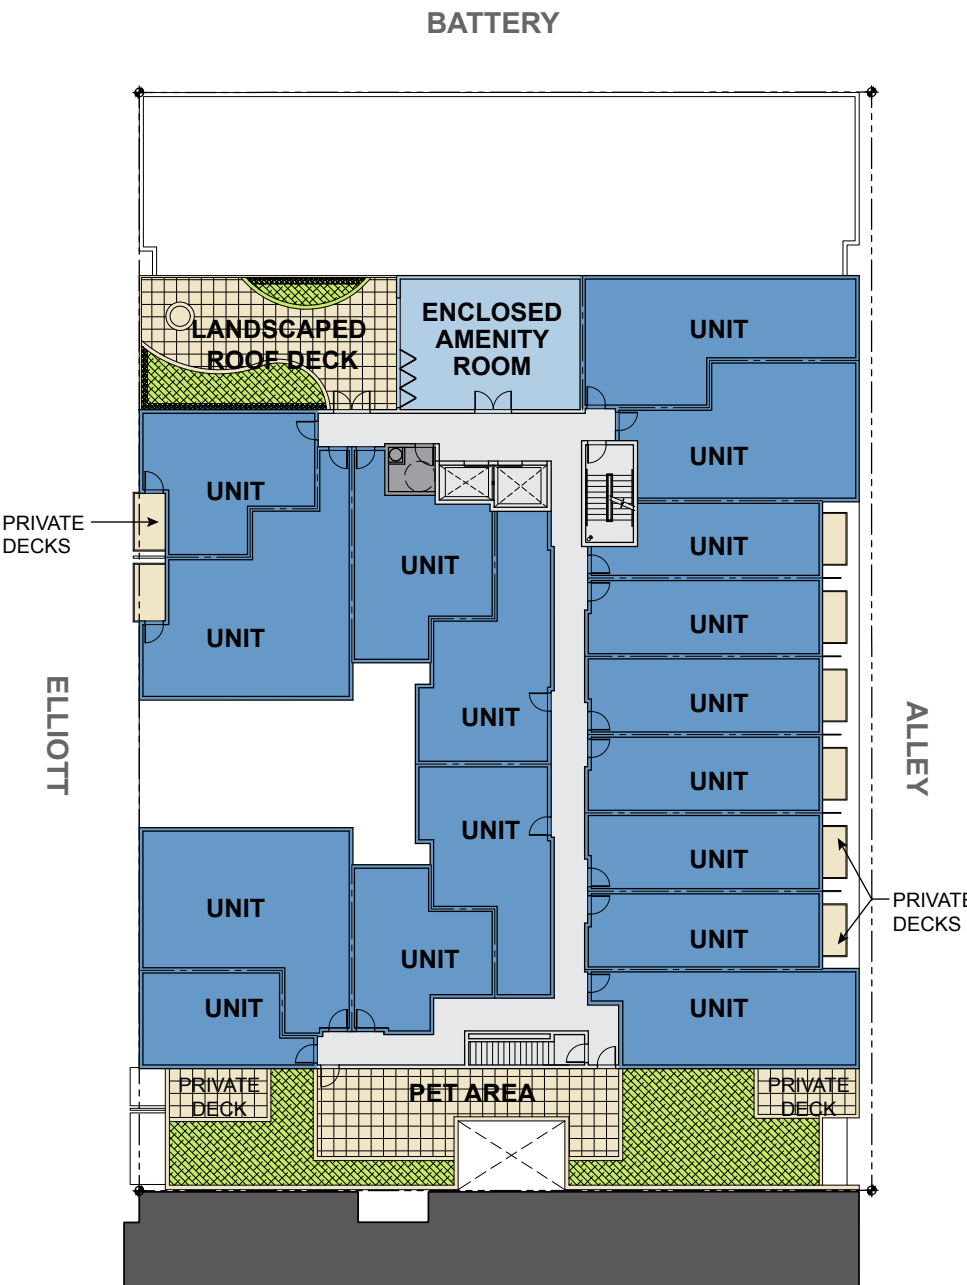 BATTERY
ENCLOSED
AMENITY
ROOM
LANDSCAPED
ROOF DECK
UNIT
UNIT
UNIT
PRIVATE
DECKS
UNIT
UNIT
UNIT
UNIT
UNIT
ELLIOTT
UNIT
UNIT
ALLEY
UNIT
UNIT
UNIT
UNIT
PRIVATE
DECKS
UNIT
UNIT
UNIT
UNIT
PRIVATE
DECK
PET AREA
PRIVATE
DECK